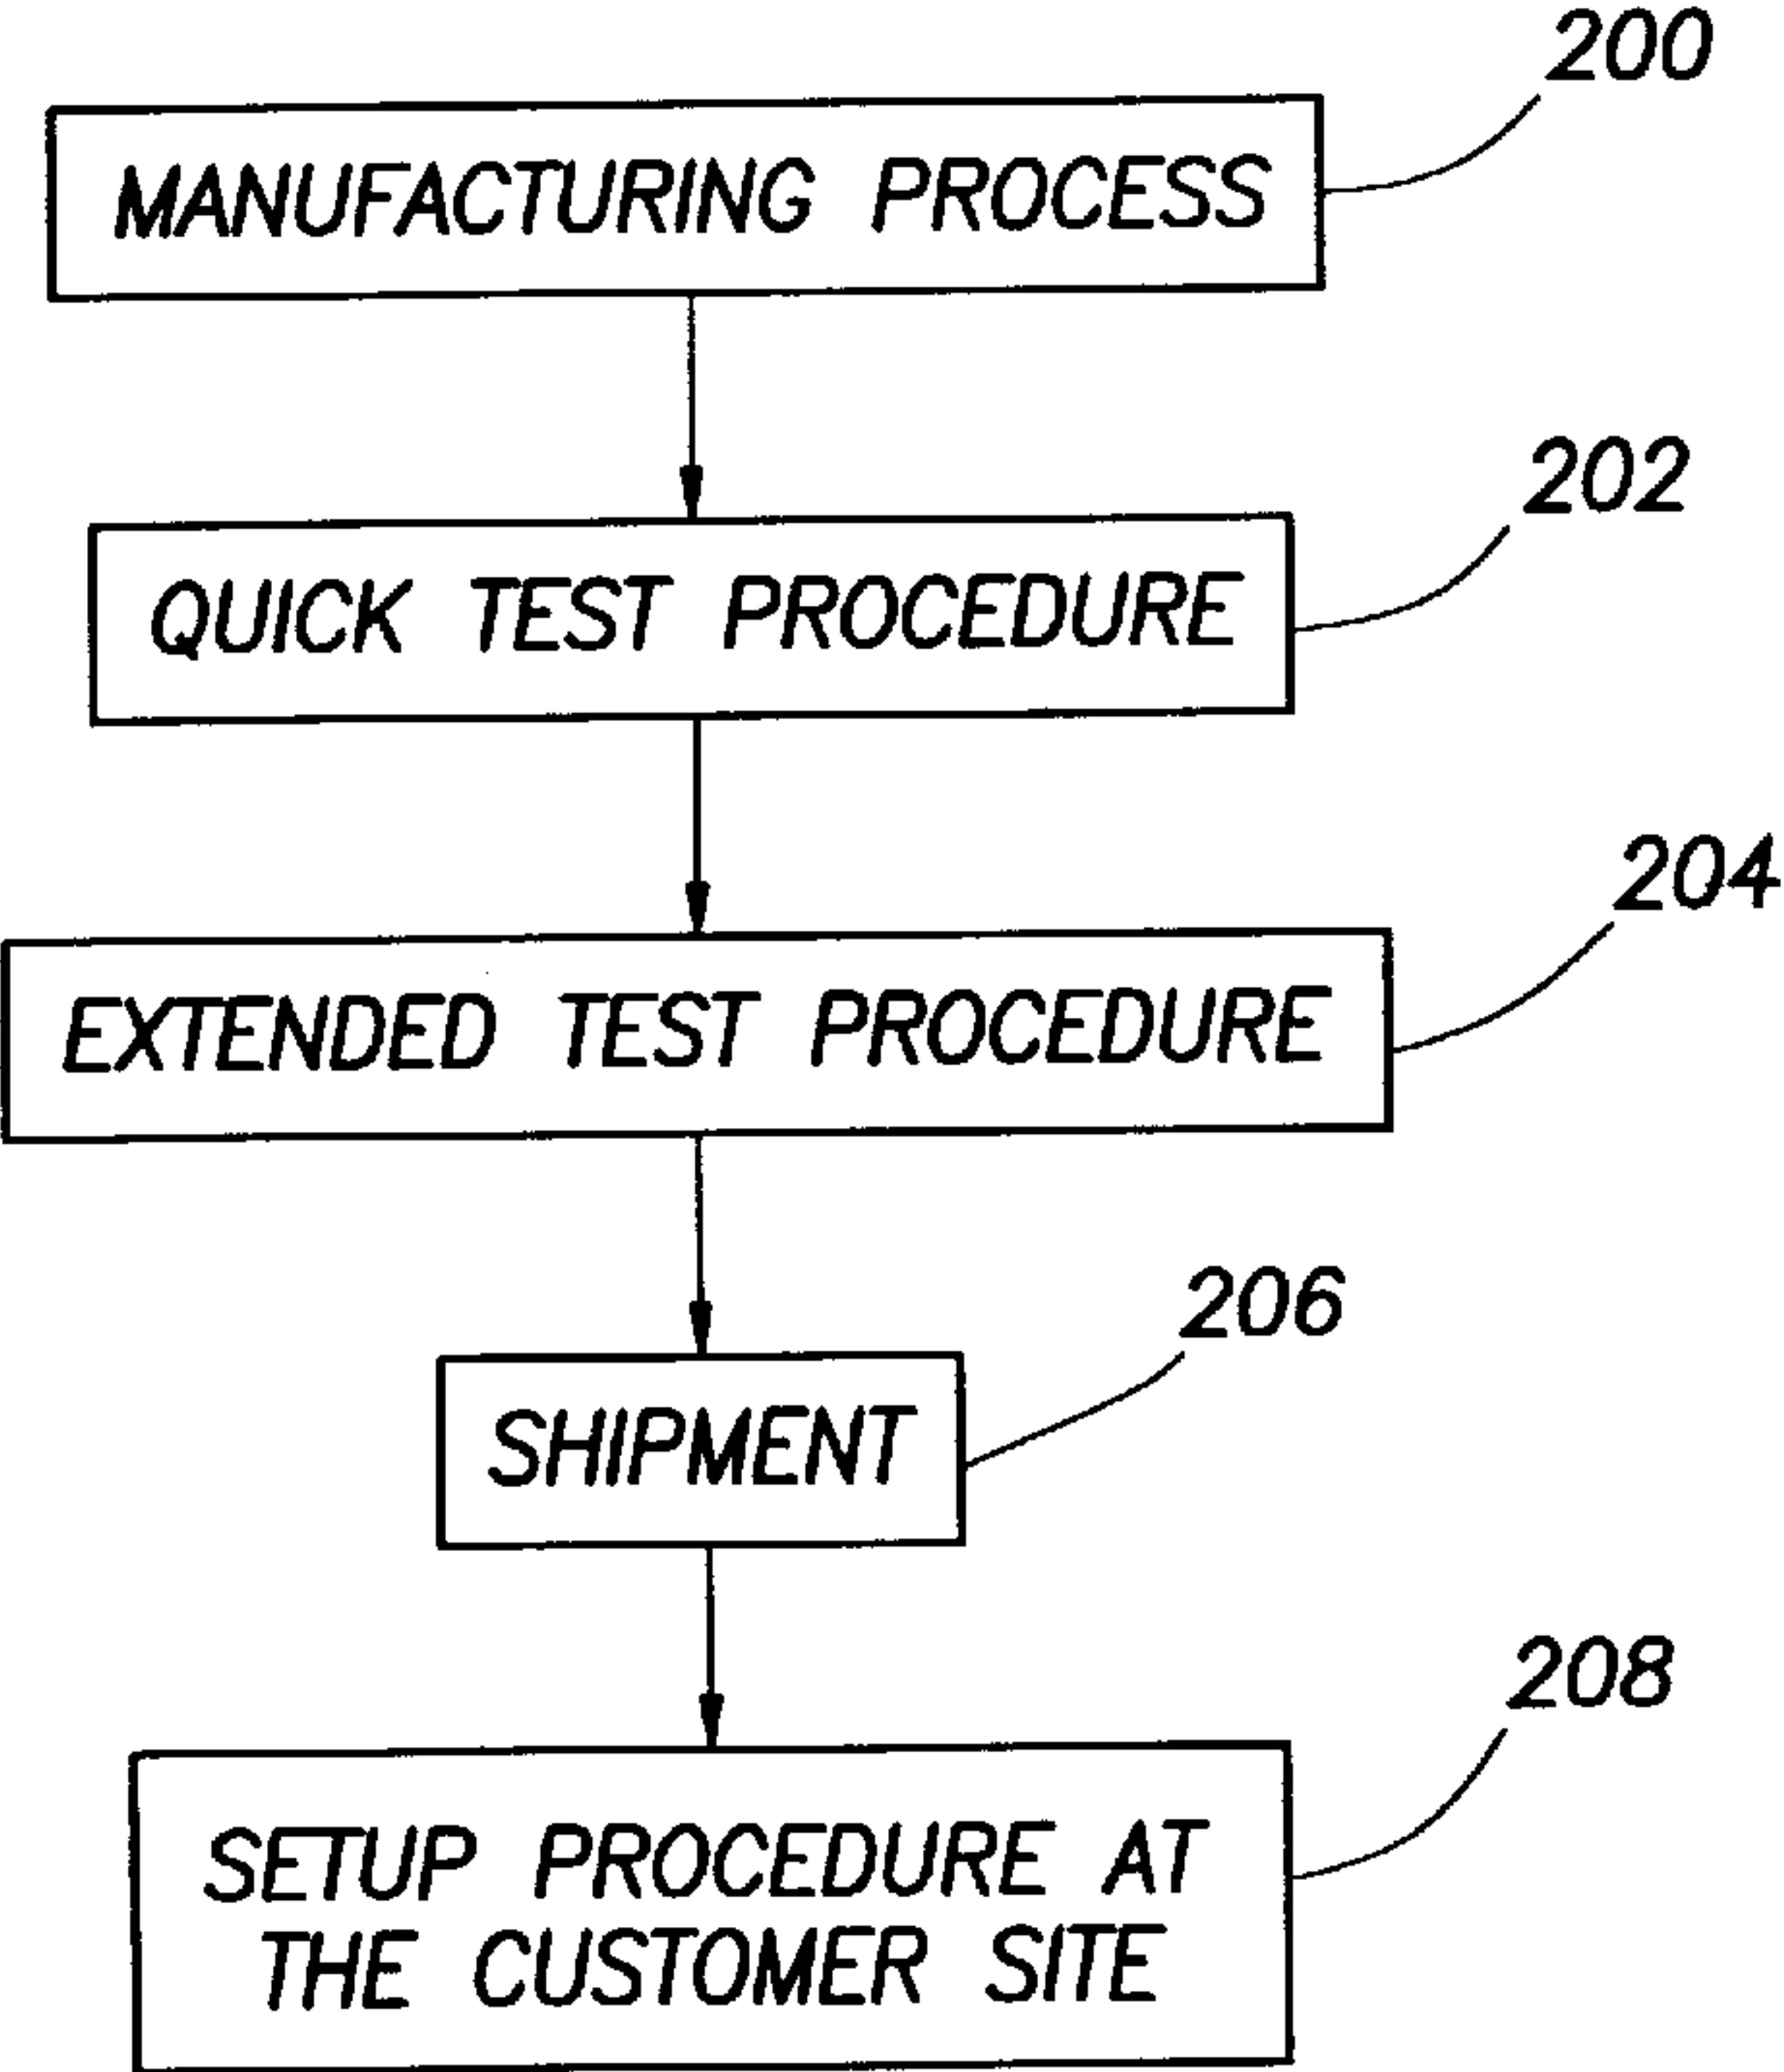 200
MANUFACTURING PROCESS
202
QUICK TEST PROCEDURE
204
EXTENDED TEST PROCEDURE
206
SHIPMENT
208
SETUP PROCEDURE AT
THE CUSTOMER SITE